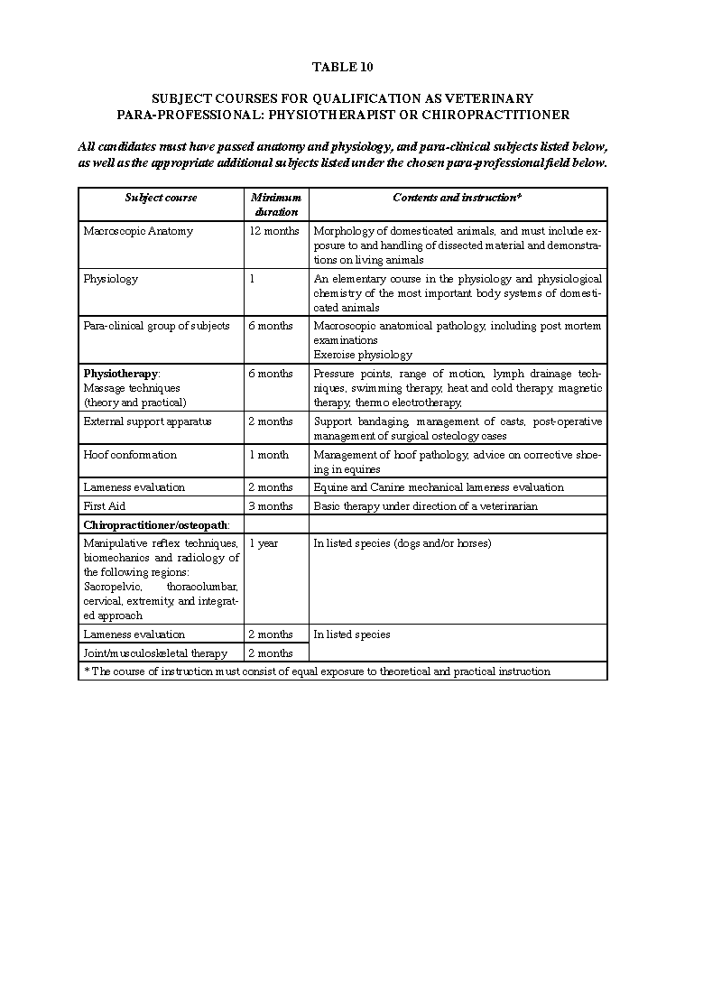 TABLE 10
SUBJECT COURSES FOR QUALIFICATION AS VETERINARY
PARA-PROFESSIONAL: PHYSIOTHERAPIST OR CHIROPRACTITIONER
All candidates must have passed anatomy and physiology, and para-clinical subjects listed below,
as well as the appropriate additional subjects listed under the chosen para-professional field below.
Subject course
Minimum
duration
Contents and instruction*
Macroscopic Anatomy
12 months
Morphology of domesticated animals, and must include ex-
posure to and handling of dissected material and demonstra-
tions on living animals
Physiology
1
An elementary course in the physiology and physiological
chemistry of the most important body systems of domesti-
cated animals
Para-clinical group of subjects
6 months
Macroscopic anatomical pathology, including post mortem
examinations
Exercise physiology
Physiotherapy:
Massage techniques
(theory and practical)
6 months
Pressure points, range of motion, lymph drainage tech-
niques, swimming therapy, heat and cold therapy, magnetic
therapy, thermo electrotherapy,
External support apparatus
2 months
Support bandaging, management of casts, post-operative
management of surgical osteology cases
Hoof conformation
1 month
Management of hoof pathology, advice on corrective shoe-
ing in equines
Lameness evaluation
2 months
Equine and Canine mechanical lameness evaluation
First Aid
3 months
Basic therapy under direction of a veterinarian
Chiropractitioner/osteopath:
Manipulative reflex techniques,
biomechanics and radiology of
the following regions:
Sacropelvic, thoracolumbar,
cervical, extremity, and integrat-
ed approach
1 year
In listed species (dogs and/or horses)
Lameness evaluation
2 months
In listed species
Joint/musculoskeletal therapy
2 months
* The course of instruction must consist of equal exposure to theoretical and practical instruction